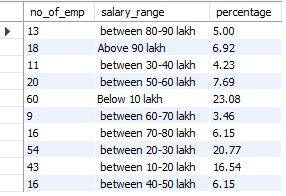 no_of_emp salary_range percentage
13 between 80-90 lakh 5.00
18 Above 90 lakh 6.92
11 between 30-40 lakh 4.23
20 between 50-60 lakh 7.69
60 Below 10 lakh 23.08
9 between 60-70 lakh 3.46
16 between 70-80 lakh 6.15
54 between 20-30 lakh 20.77
43 between 10-20 lakh 16.54
16 between 40-50 lakh 6.15